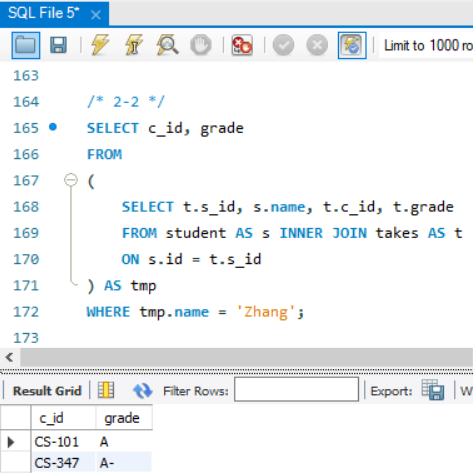 SQL File 5*
Limit to 1000 ro
163
164 /* 2-2 */
165 SELECT c_id, grade
166 FROM
167 (
168 SELECT t.s_id, s.name, t.c_id, t.grade
169 FROM student AS s INNER JOIN takes AS t
170 ON s.id = t.s_id
171 ) AS tmp
172 WHERE tmp.name = 'Zhang';
173
Result Grid Filter Rows: Export: W
c_id grade
CS-101 A
CS-347 A-